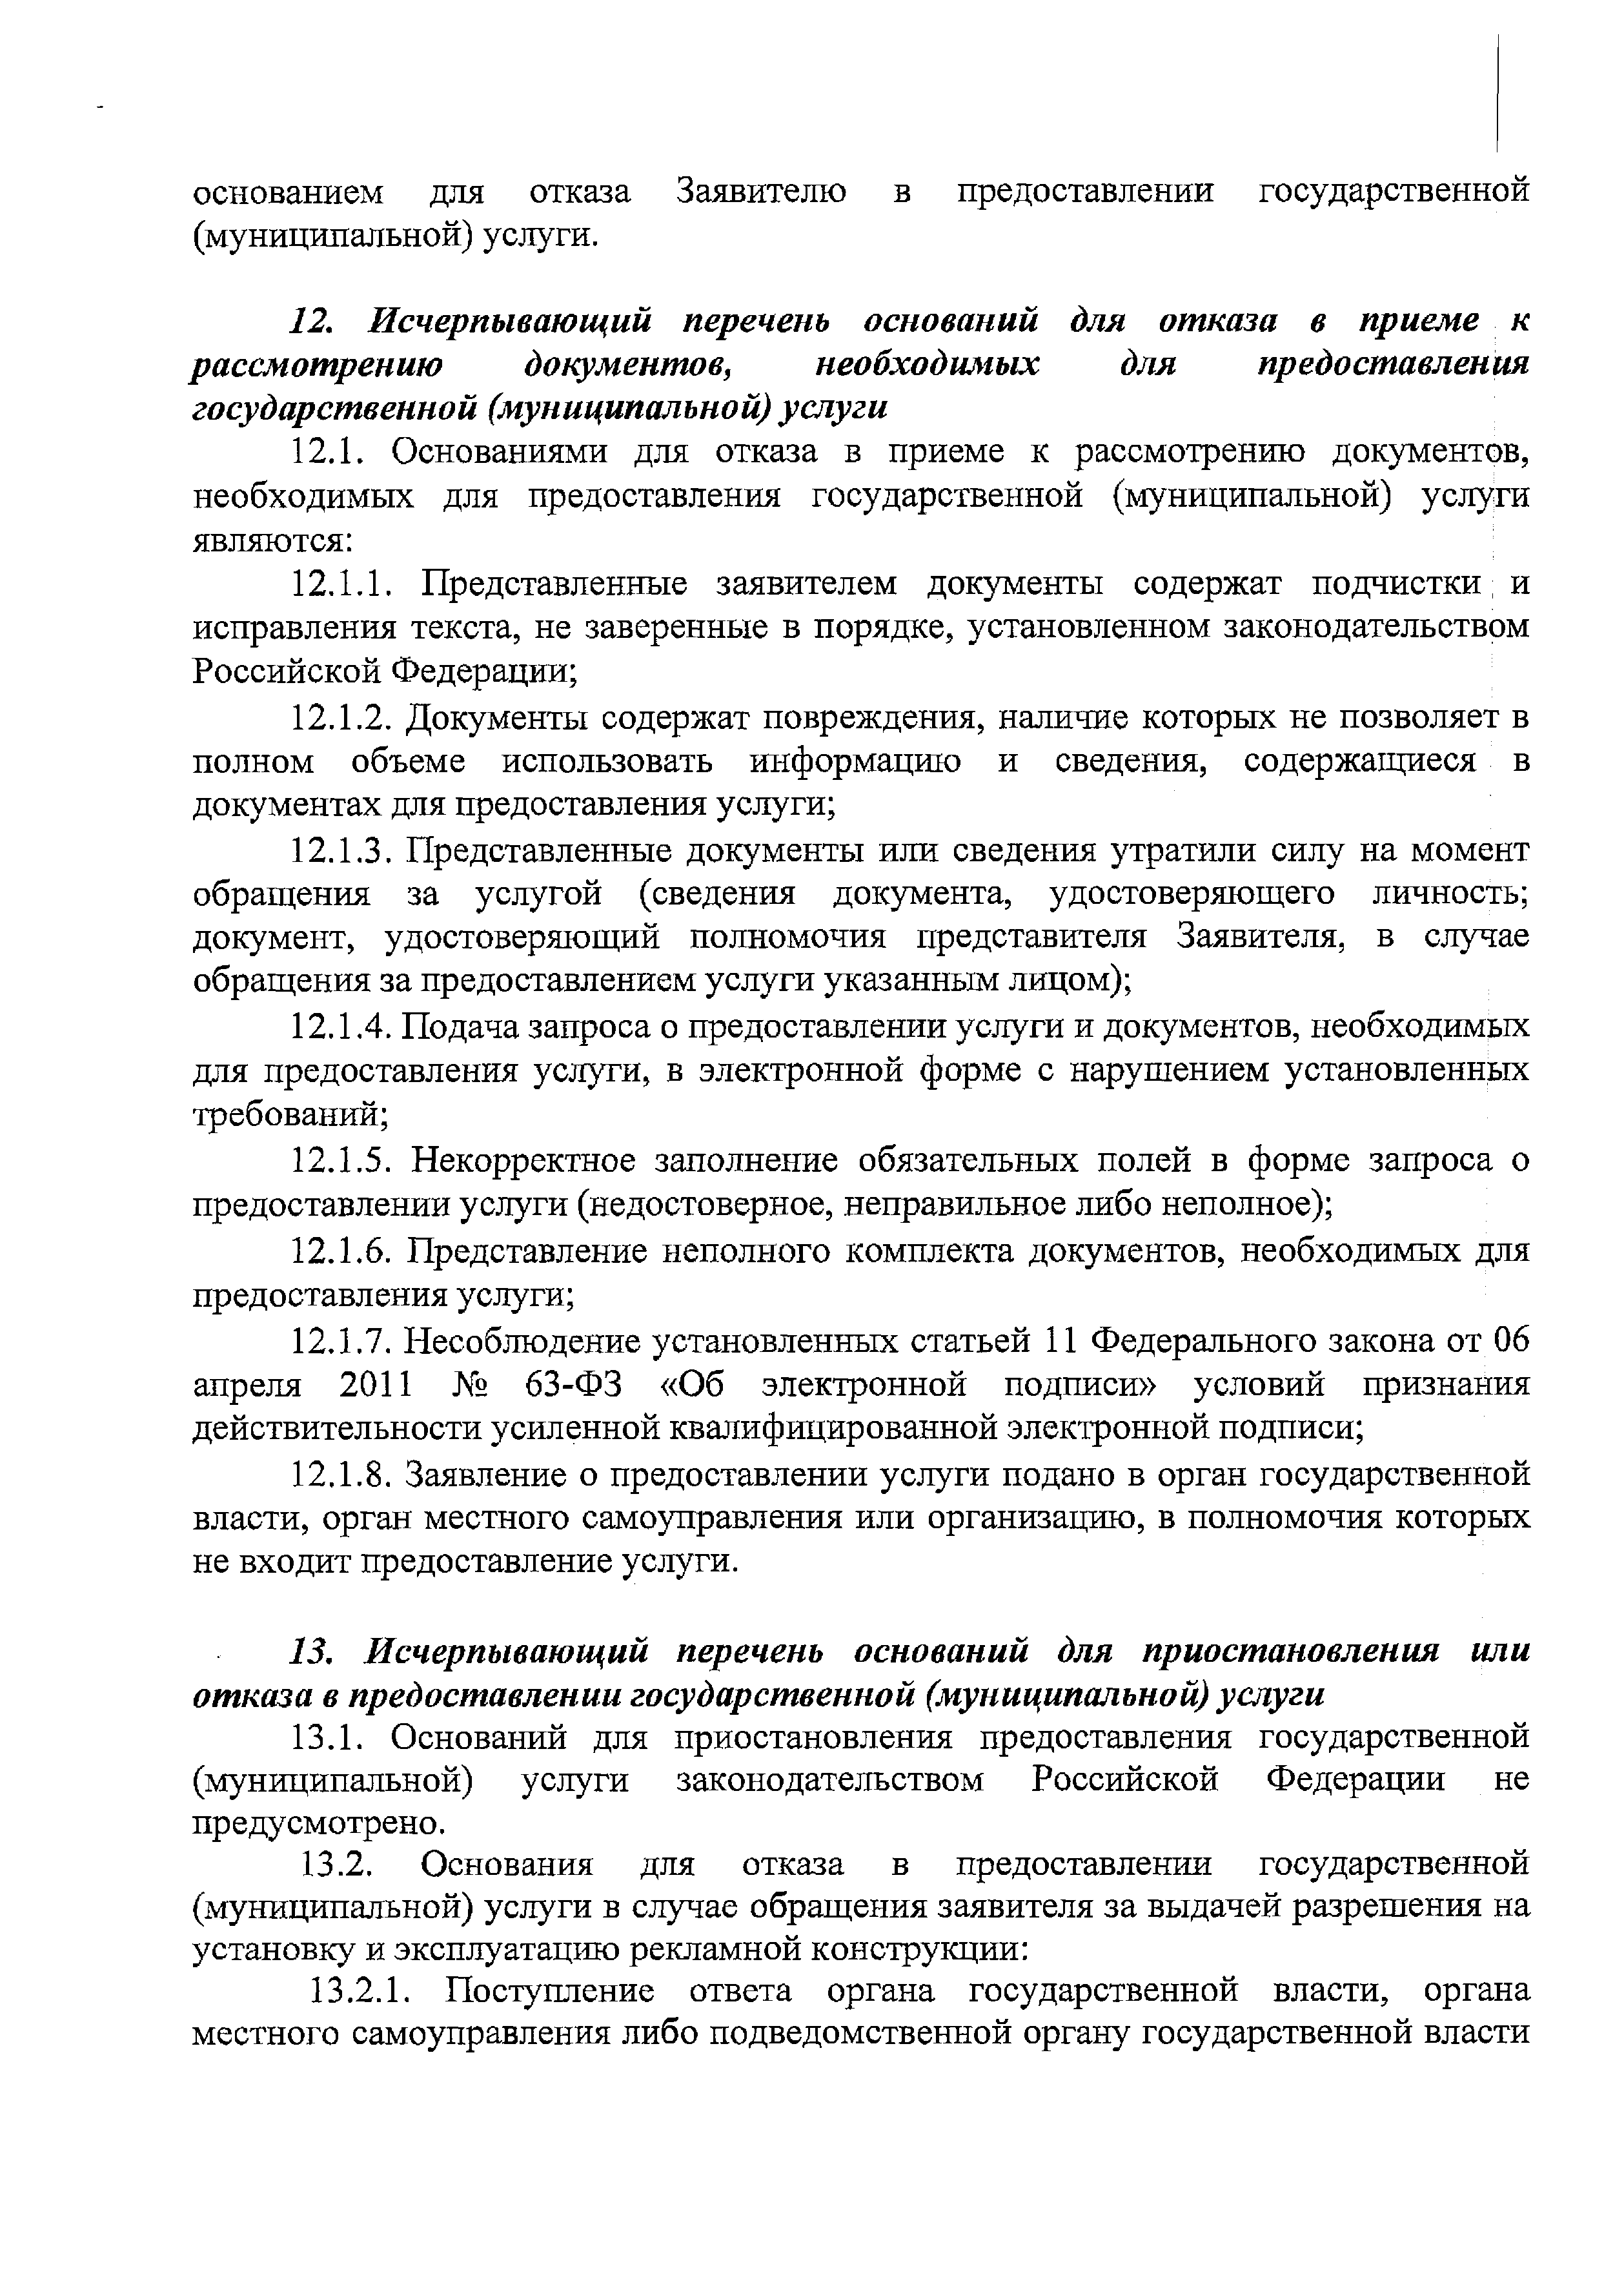 основанием для отказа Заявителю в предоставлении государственной
(муниципальной) услуги.
12. Исчерпывающий перечень оснований для отказа в приеме к
рассмотрению документов, необходимых для предоставления
государственной (муниципальной) услуги
12.1. Основаниями для отказа в приеме к рассмотрению документов,
необходимых для предоставления государственной (муниципальной) услуги
являются:
12.1.1. Представленные заявителем документы содержат подчистки и
исправления текста, не заверенные в порядке, установленном законодательством
Российской Федерации;
12.1.2. Документы содержат повреждения, наличие которых не позволяет в
полном объеме использовать информацию и сведения, содержащиеся в
документах для предоставления услуги;
12.1.3. Представленные документы или сведения утратили силу на момент
обращения за услугой (сведения документа, удостоверяющего личность;
документ, удостоверяющий полномочия представителя Заявителя, в случае
обращения за предоставлением услуги указанным лицом);
12.1.4. Подача запроса о предоставлении услуги и документов, необходимых
для предоставления услуги, в электронной форме с нарушением установленных
требований;
12.1.5. Некорректное заполнение обязательных полей в форме запроса о
предоставлении услуги (недостоверное, неправильное либо неполное);
12.1.6. Представление неполного комплекта документов, необходимых для
предоставления услуги;
12.1.7. Несоблюдение установленных статьей 11 Федерального закона от 06
апреля 2011 № 63-ФЗ «Об электронной подписи» условий признания
действительности усиленной квалифицированной электронной подписи;
12.1.8. Заявление о предоставлении услуги подано в орган государственной
власти, орган местного самоуправления или организацию, в полномочия которых
не входит предоставление услуги.
13. Исчерпывающий перечень оснований для приостановления или
отказа в предоставлении государственной (муниципальной) услуги
13.1. Оснований для приостановления предоставления государственной
(муниципальной) услуги законодательством Российской Федерации не
предусмотрено.
13.2. Основания для отказа в предоставлении государственной
(муниципальной) услуги в случае обращения заявителя за выдачей разрешения на
установку и эксплуатацию рекламной конструкции:
13.2.1. Поступление ответа органа государственной власти, органа
местного самоуправления либо подведомственной органу государственной власти